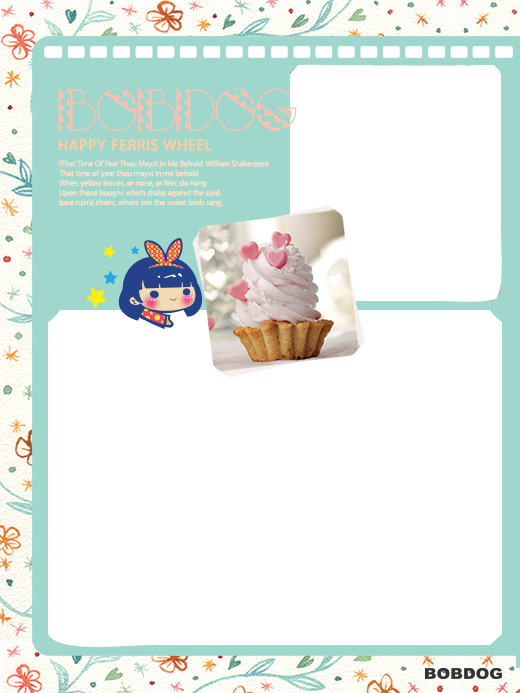 BOBDOG
HAPPY FERRIS WHEEL
IThat Time Of Year Thou Mayst In Me Behold William Shakespere
That time of year thou mayst in me behold
When yellow leaves, or none, or few, do hang
Upon those boughs which shake against the cold,
bare ruin'd choirs, where late the sweet birds sang.
BOBDOG